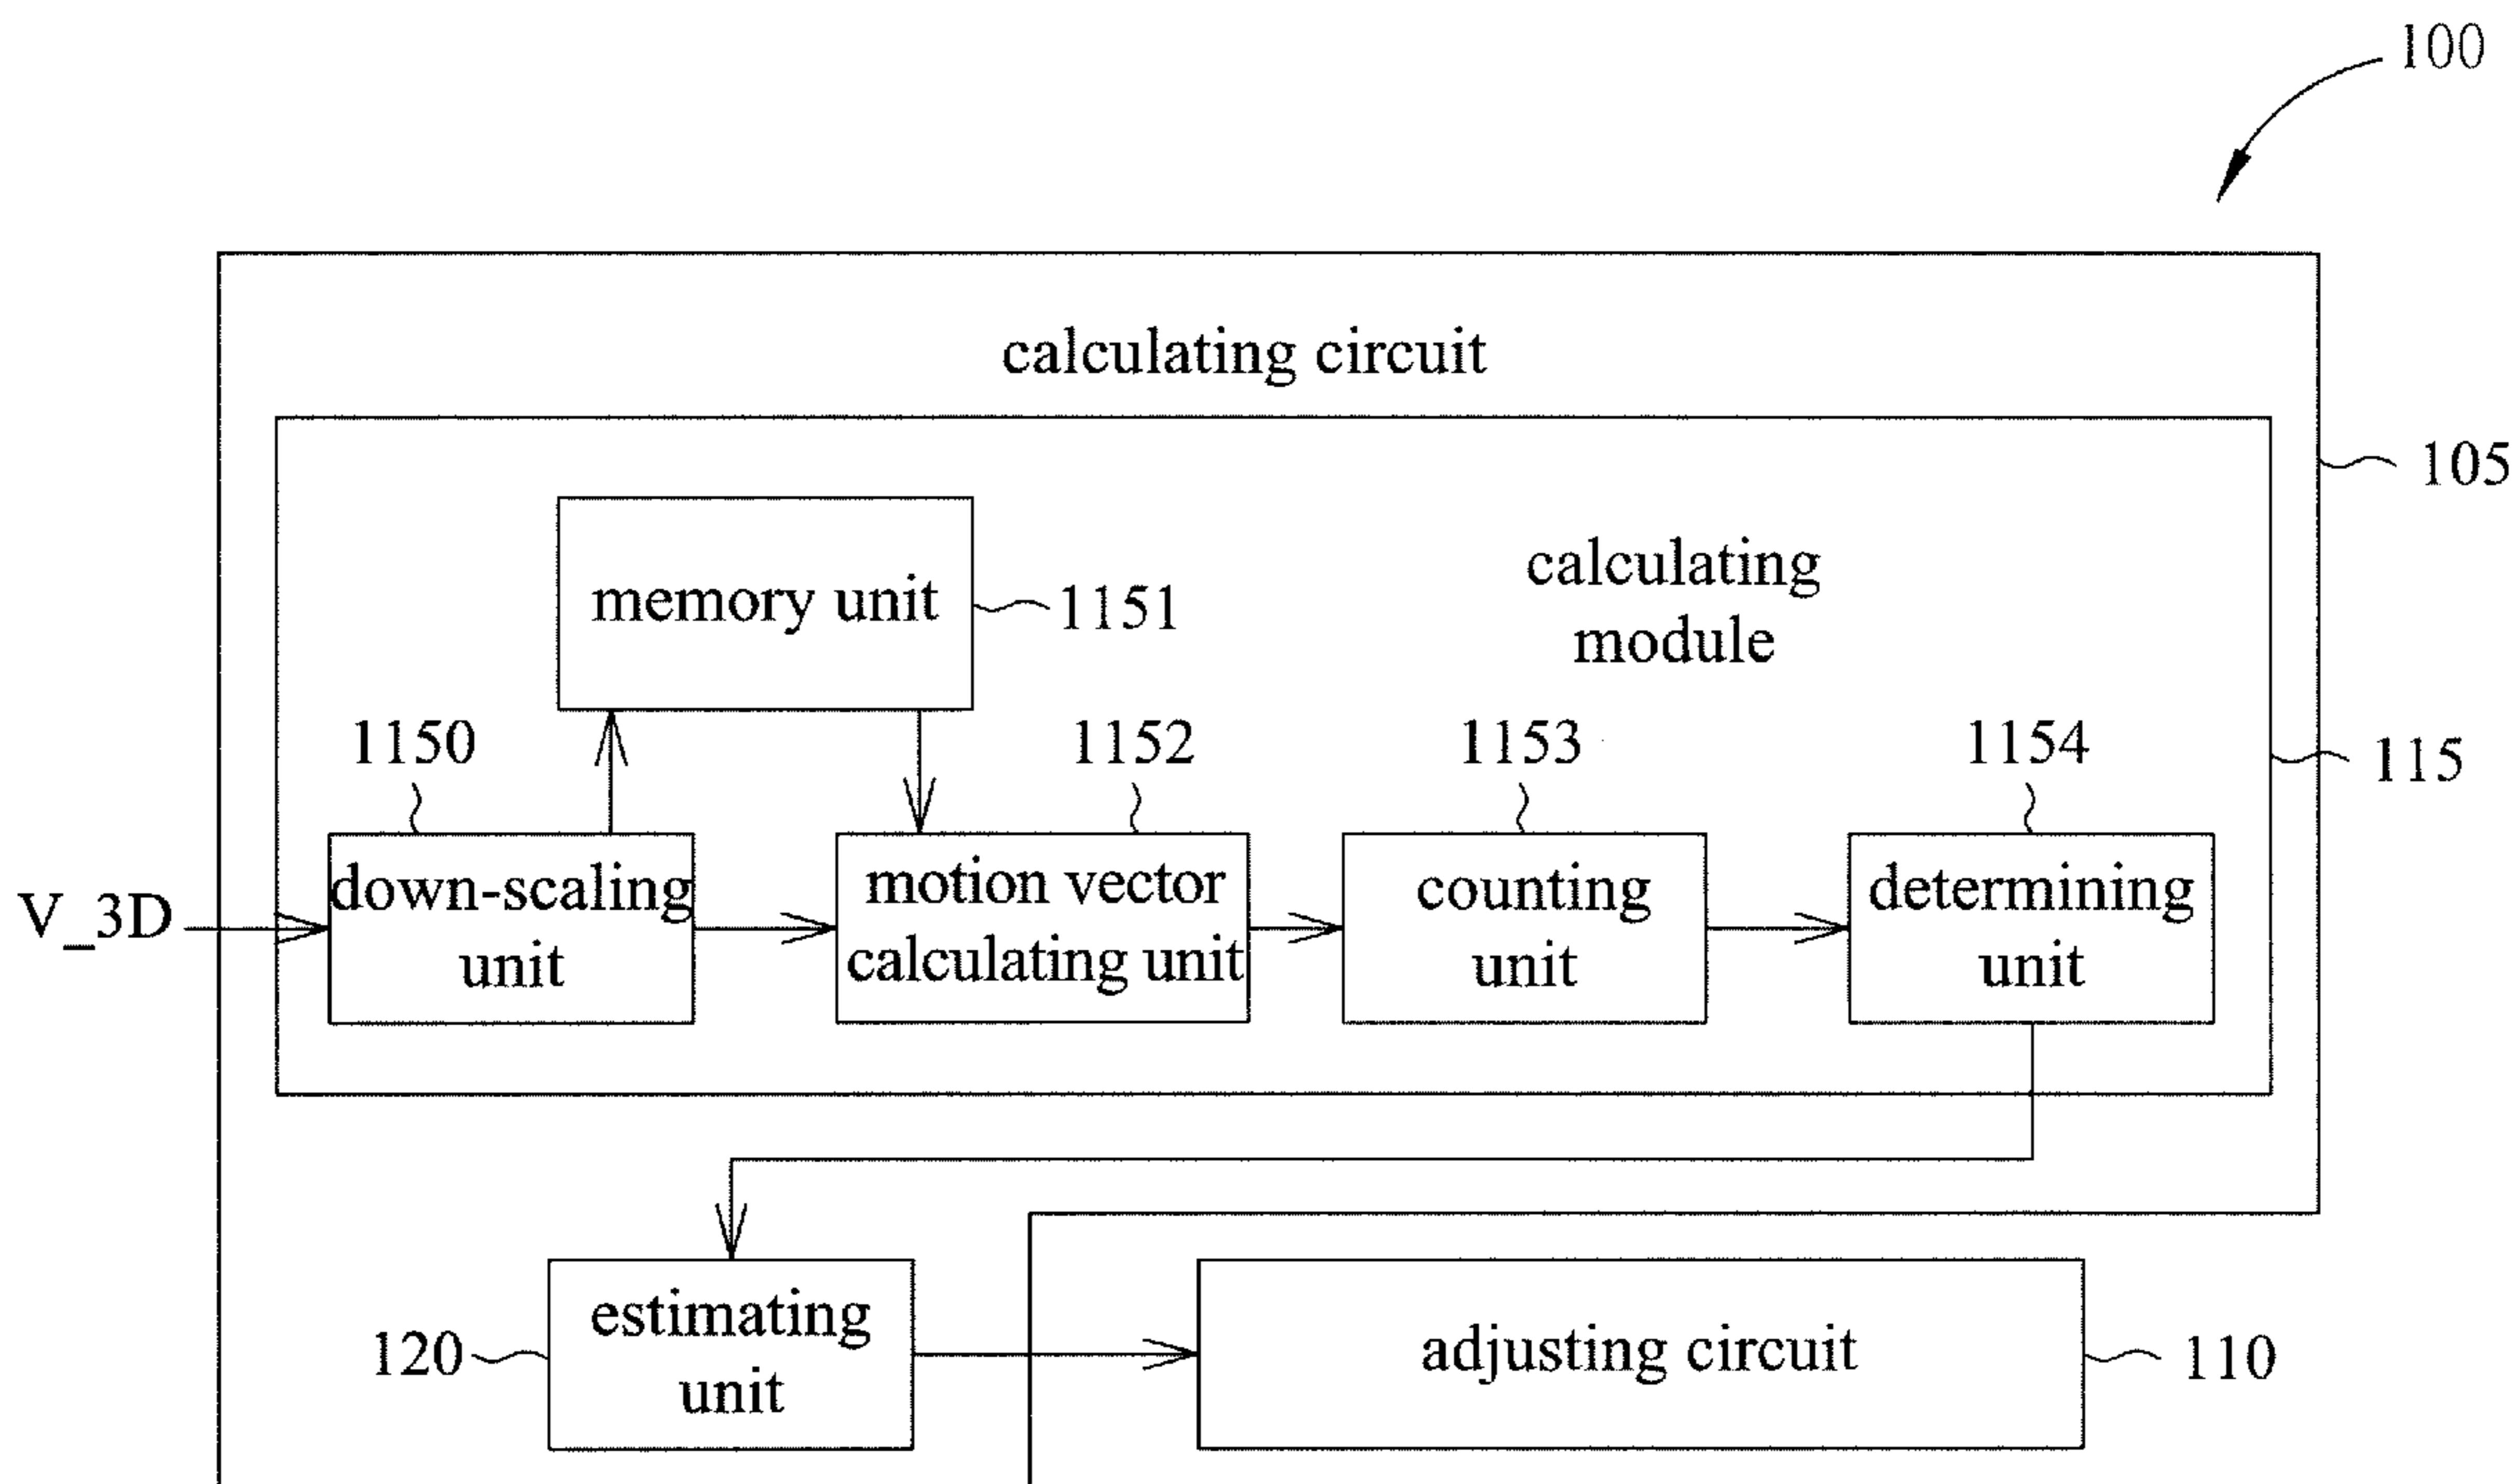 100
calculating circuit
105
memory unit
1151
calculating
module
1150
1152
1153
1154
115
V_3D
down-scaling
unit
motion vector
calculating unit
counting
unit
determining
unit
120
estimating
unit
adjusting circuit
110